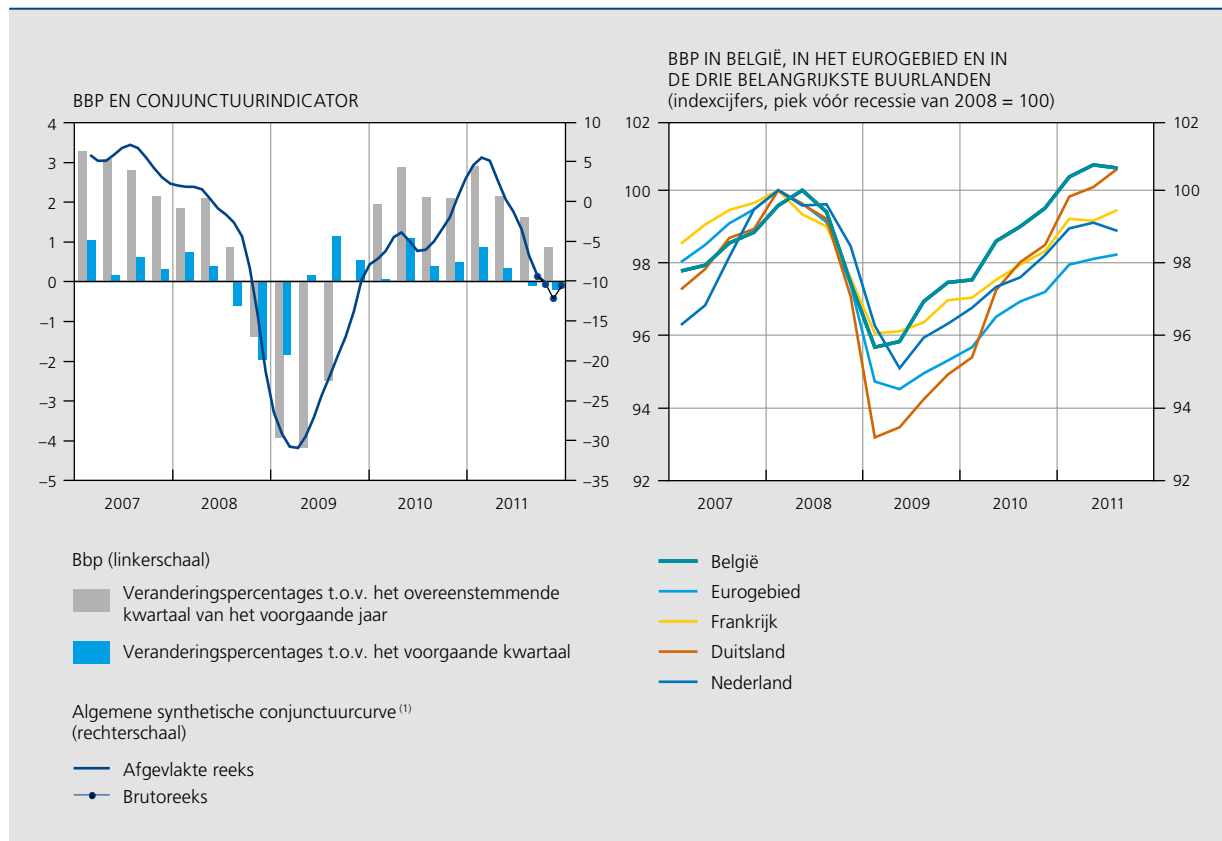 BBP EN CONJUNCTUURINDICATOR
4
3
2
1
0
–1
–2
–3
–4
–5
10
5
0
–5
–10
–15
–20
–25
–30
–35
2007
2008
2009
2010
2011
Bbp (linkerschaal)
Veranderingspercentages t.o.v. het overeenstemmende
kwartaal van het voorgaande jaar
Veranderingspercentages t.o.v. het voorgaande kwartaal
Algemene synthetische conjunctuurcurve (1)
(rechterschaal)
Afgevlakte reeks
Brutoreeks
BBP IN BELGIË, IN HET EUROGEBIED EN IN
DE DRIE BELANGRIJKSTE BUURLANDEN
(indexcijfers, piek vóór recessie van 2008 = 100)
102
100
98
96
94
92
102
100
98
96
94
92
2007
2008
2009
2010
2011
België
Eurogebied
Frankrijk
Duitsland
Nederland